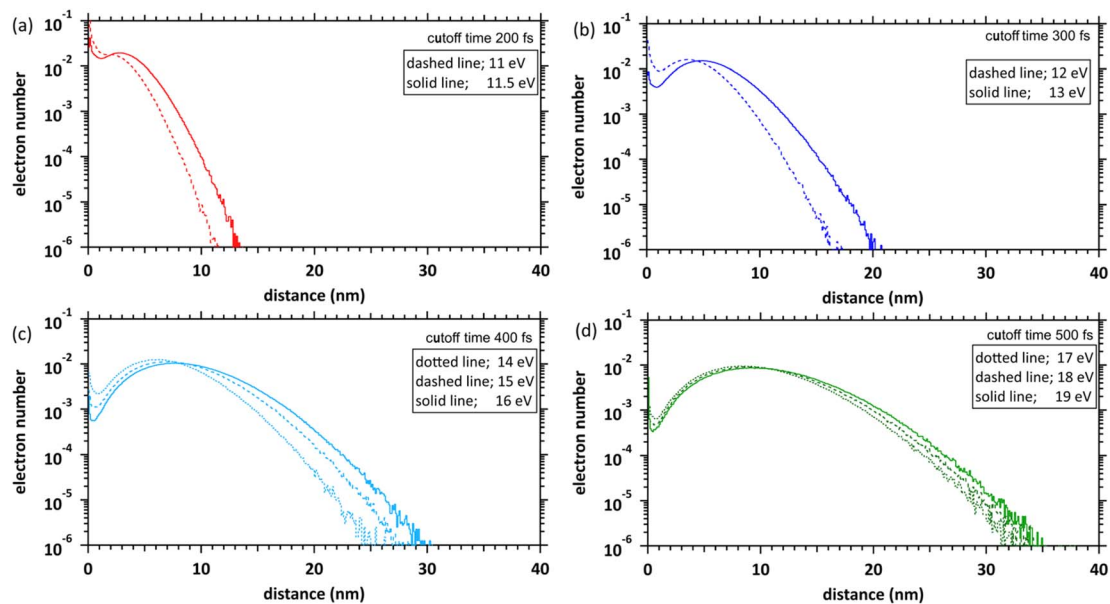 (a)
cutoff time 200 fs
dashed line; 11 eV
solid line; 11.5 eV
electron number
10^-1
10^-2
10^-3
10^-4
10^-5
10^-6
0 10 20 30 40
distance (nm)
(b)
cutoff time 300 fs
dashed line; 12 eV
solid line; 13 eV
electron number
10^-1
10^-2
10^-3
10^-4
10^-5
10^-6
0 10 20 30 40
distance (nm)
(c)
cutoff time 400 fs
dotted line; 14 eV
dashed line; 15 eV
solid line; 16 eV
electron number
10^-1
10^-2
10^-3
10^-4
10^-5
10^-6
0 10 20 30 40
distance (nm)
(d)
cutoff time 500 fs
dotted line; 17 eV
dashed line; 18 eV
solid line; 19 eV
electron number
10^-1
10^-2
10^-3
10^-4
10^-5
10^-6
0 10 20 30 40
distance (nm)